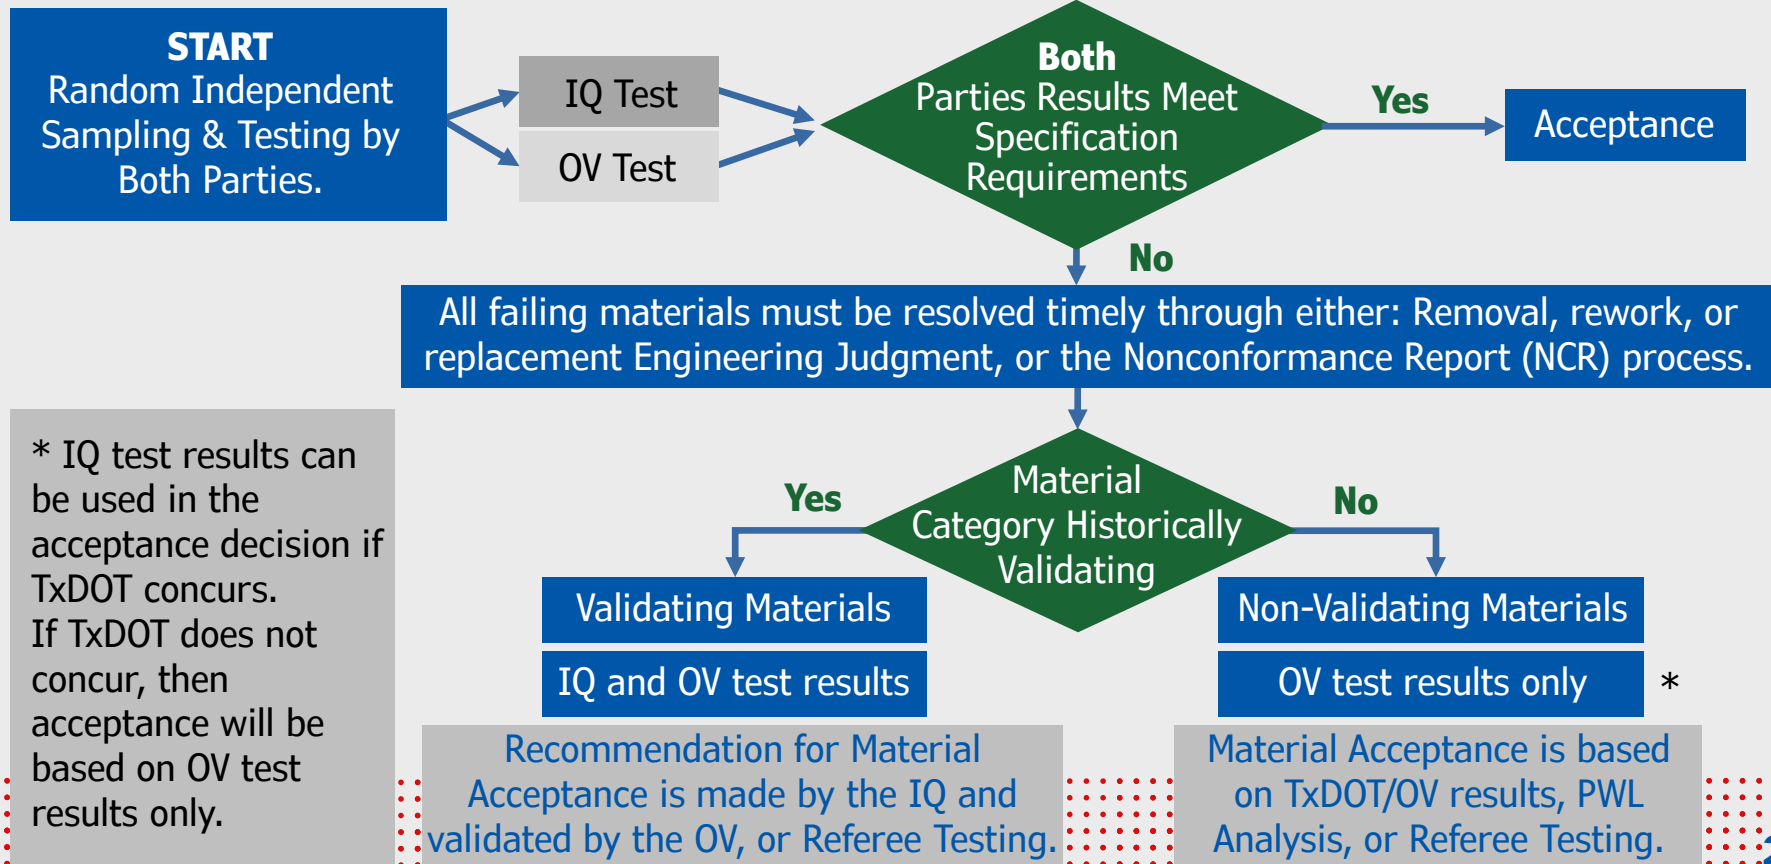 START
Random Independent
Sampling & Testing by
Both Parties.
IQ Test
OV Test
Both
Parties Results Meet
Specification
Requirements
Yes
Acceptance
No
All failing materials must be resolved timely through either: Removal, rework, or
replacement Engineering Judgment, or the Nonconformance Report (NCR) process.
* IQ test results can
be used in the
acceptance decision if
TxDOT concurs.
If TxDOT does not
concur, then
acceptance will be
based on OV test
results only.
Material
Category Historically
Validating
Yes
No
Validating Materials
IQ and OV test results
Recommendation for Material
Acceptance is made by the IQ and
validated by the OV, or Referee Testing.
Non-Validating Materials
OV test results only *
Material Acceptance is based
on TxDOT/OV results, PWL
Analysis, or Referee Testing.